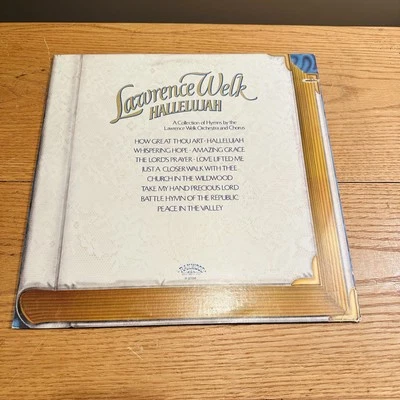 Lawrence Welk
HALLELUJAH
A Collection of Hymns by the
Lawrence Welk Orchestra and Chorus
HOW GREAT THOU ART • HALLELUJAH
WHISPERING HOPE • AMAZING GRACE
THE LORD'S PRAYER • LOVE LIFTED ME
JUST A CLOSER WALK WITH THEE
CHURCH IN THE WILDWOOD
TAKE MY HAND PRECIOUS LORD
BATTLE HYMN OF THE REPUBLIC
PEACE IN THE VALLEY